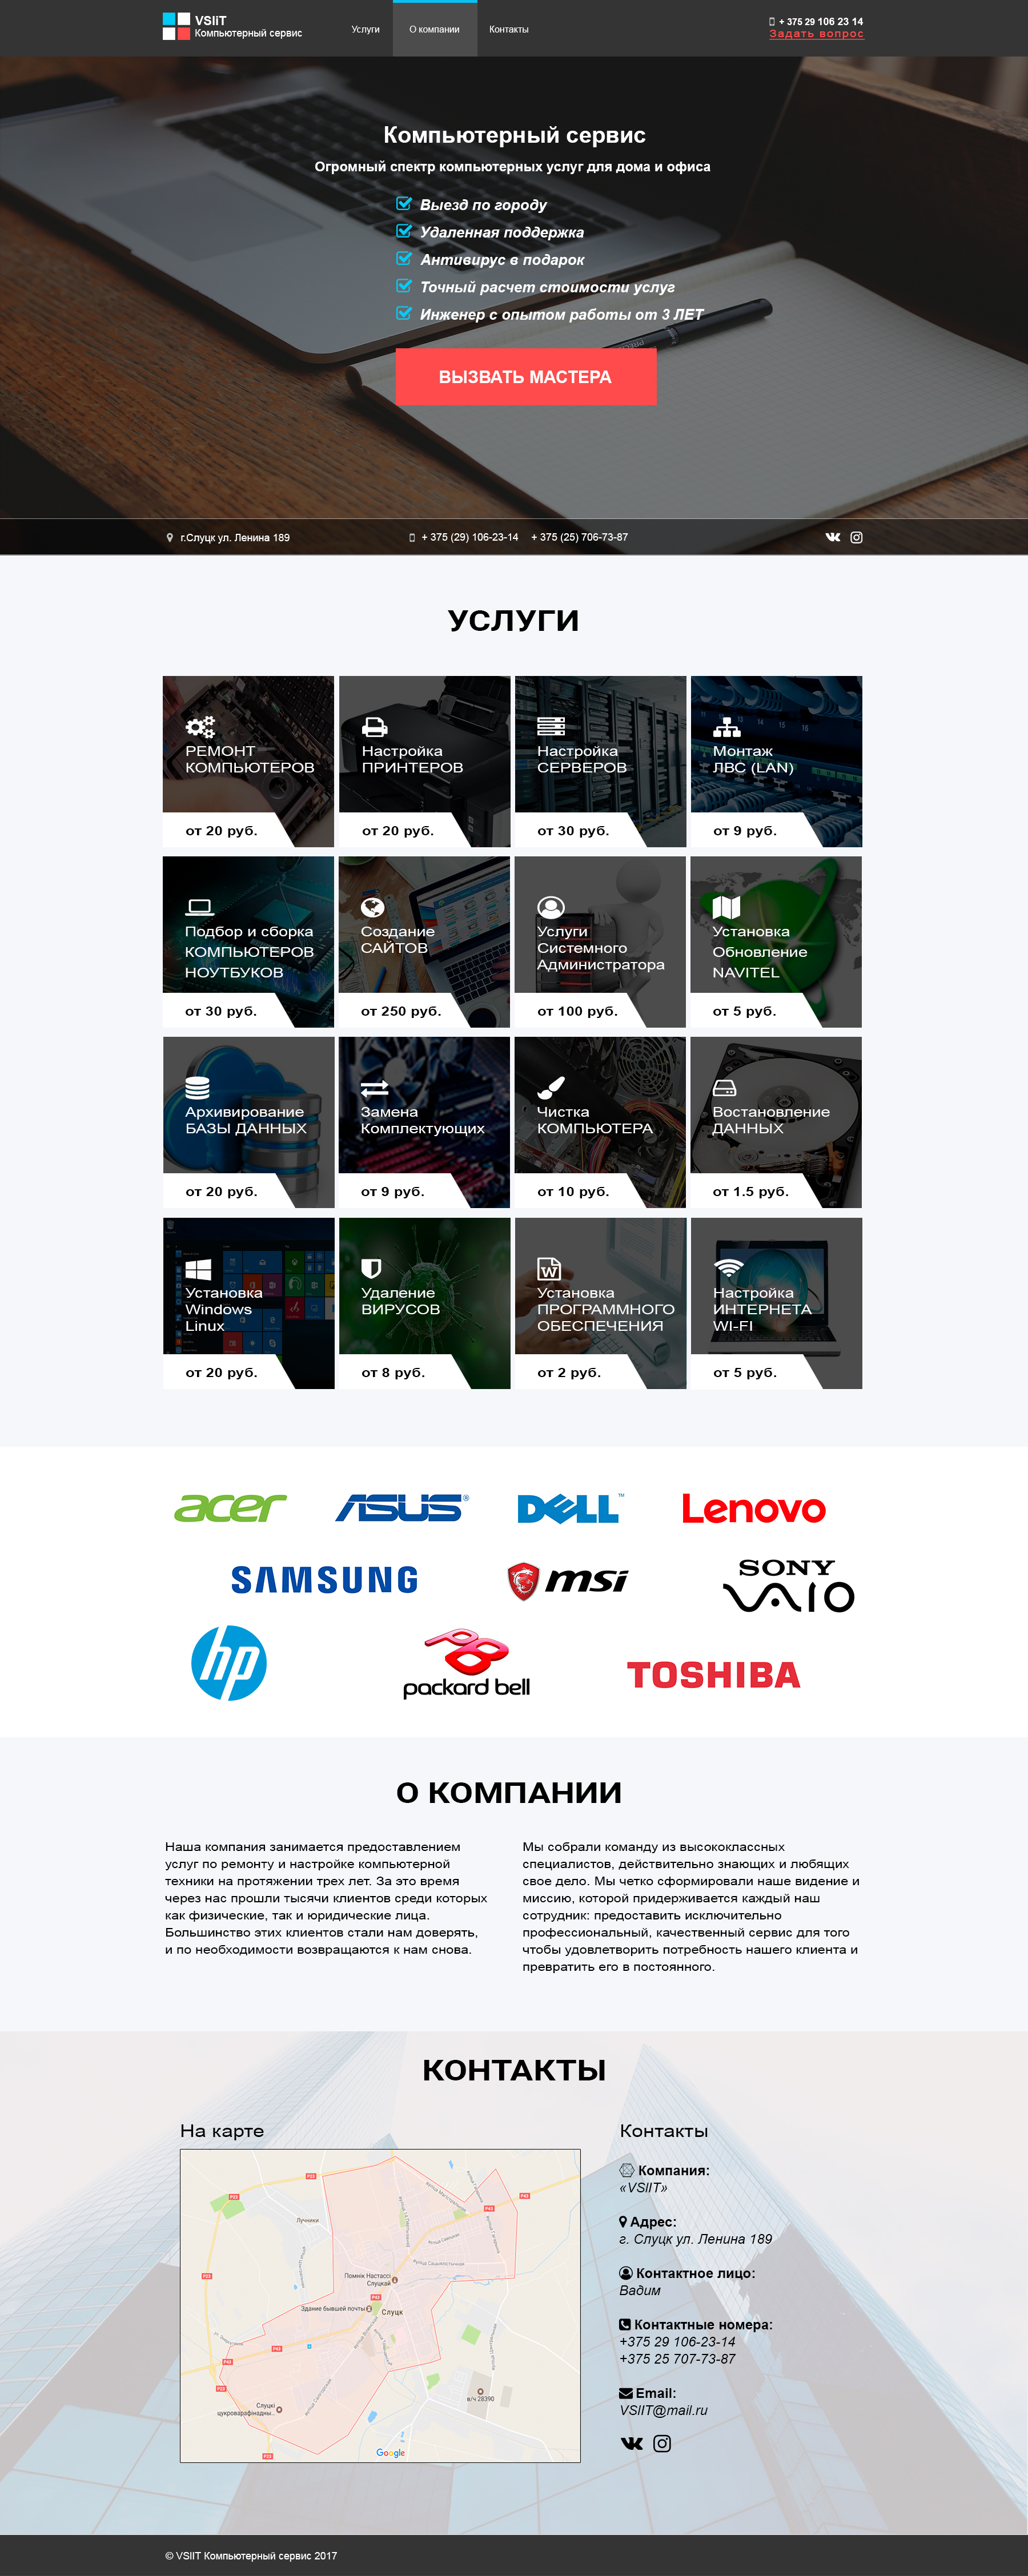 VSIIT
Компьютерный сервис
Услуги
О компании
Контакты
+ 375 29 106 23 14
Задать вопрос
Компьютерный сервис
Огромный спектр компьютерных услуг для дома и офиса
Выезд по городу
Удаленная поддержка
Антивирус в подарок
Точный расчет стоимости услуг
Инженер с опытом работы от 3 ЛЕТ
ВЫЗВАТЬ МАСТЕРА
г.Слуцк ул. Ленина 189
+ 375 (29) 106-23-14
+ 375 (25) 706-73-87
УСЛУГИ
РЕМОНТ
КОМПЬЮТЕРОВ
от 20 руб.
Настройка
ПРИНТЕРОВ
от 20 руб.
Настройка
СЕРВЕРОВ
от 30 руб.
Монтаж
ЛВС (LAN)
от 9 руб.
Подбор и сборка
КОМПЬЮТЕРОВ
НОУТБУКОВ
от 30 руб.
Создание
САЙТОВ
от 250 руб.
Услуги
Системного
Администратора
от 100 руб.
Установка
Обновление
NAVITEL
от 5 руб.
Архивирование
БАЗЫ ДАННЫХ
от 20 руб.
Замена
Комплектующих
от 9 руб.
Чистка
КОМПЬЮТЕРА
от 10 руб.
Востановление
ДАННЫХ
от 1.5 руб.
Установка
Windows
Linux
от 20 руб.
Удаление
ВИРУСОВ
от 8 руб.
Установка
ПРОГРАММНОГО
ОБЕСПЕЧЕНИЯ
от 2 руб.
Настройка
ИНТЕРНЕТА
WI-FI
от 5 руб.
acer
ASUS®
DELL™
Lenovo
SAMSUNG
msi
SONY
VAIO
hp
packard bell
TOSHIBA
О КОМПАНИИ
Наша компания занимается предоставлением
услуг по ремонту и настройке компьютерной
техники на протяжении трех лет. За это время
через нас прошли тысячи клиентов среди которых
как физические, так и юридические лица.
Большинство этих клиентов стали нам доверять,
и по необходимости возвращаются к нам снова.
Мы собрали команду из высококлассных
специалистов, действительно знающих и любящих
свое дело. Мы четко сформировали наше видение и
миссию, которой придерживается каждый наш
сотрудник: предоставить исключительно
профессиональный, качественный сервис для того
чтобы удовлетворить потребность нашего клиента и
превратить его в постоянного.
КОНТАКТЫ
На карте
Лучники
Помнік Настассі
Слуцкай
Здание бывшей почты
Слуцк
Слуцкі
цукроварафінадны..
в/ч 28390
Google
Контакты
Компания:
«VSIIT»
Адрес:
г. Слуцк ул. Ленина 189
Контактное лицо:
Вадим
Контактные номера:
+375 29 106-23-14
+375 25 707-73-87
Email:
VSIIT@mail.ru
© VSIIT Компьютерный сервис 2017